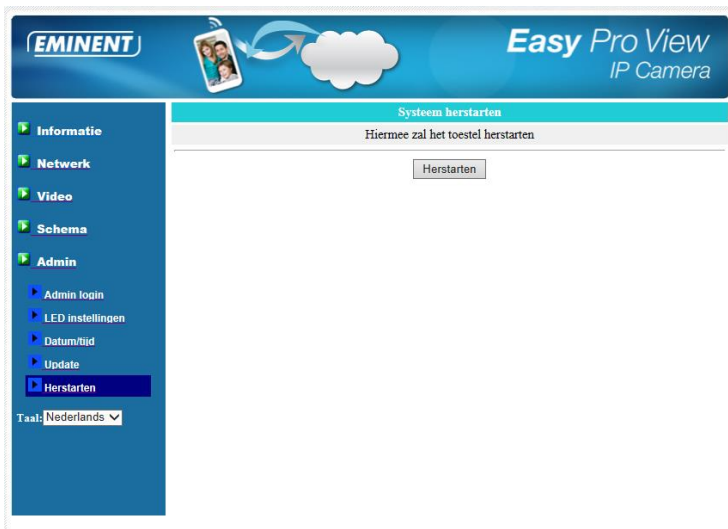 EMINENT
Easy Pro View
IP Camera
Systeem herstarten
Hiermee zal het toestel herstarten
Herstarten
Informatie
Netwerk
Video
Schema
Admin
Admin login
LED instellingen
Datum/tijd
Update
Herstarten
Taal: Nederlands